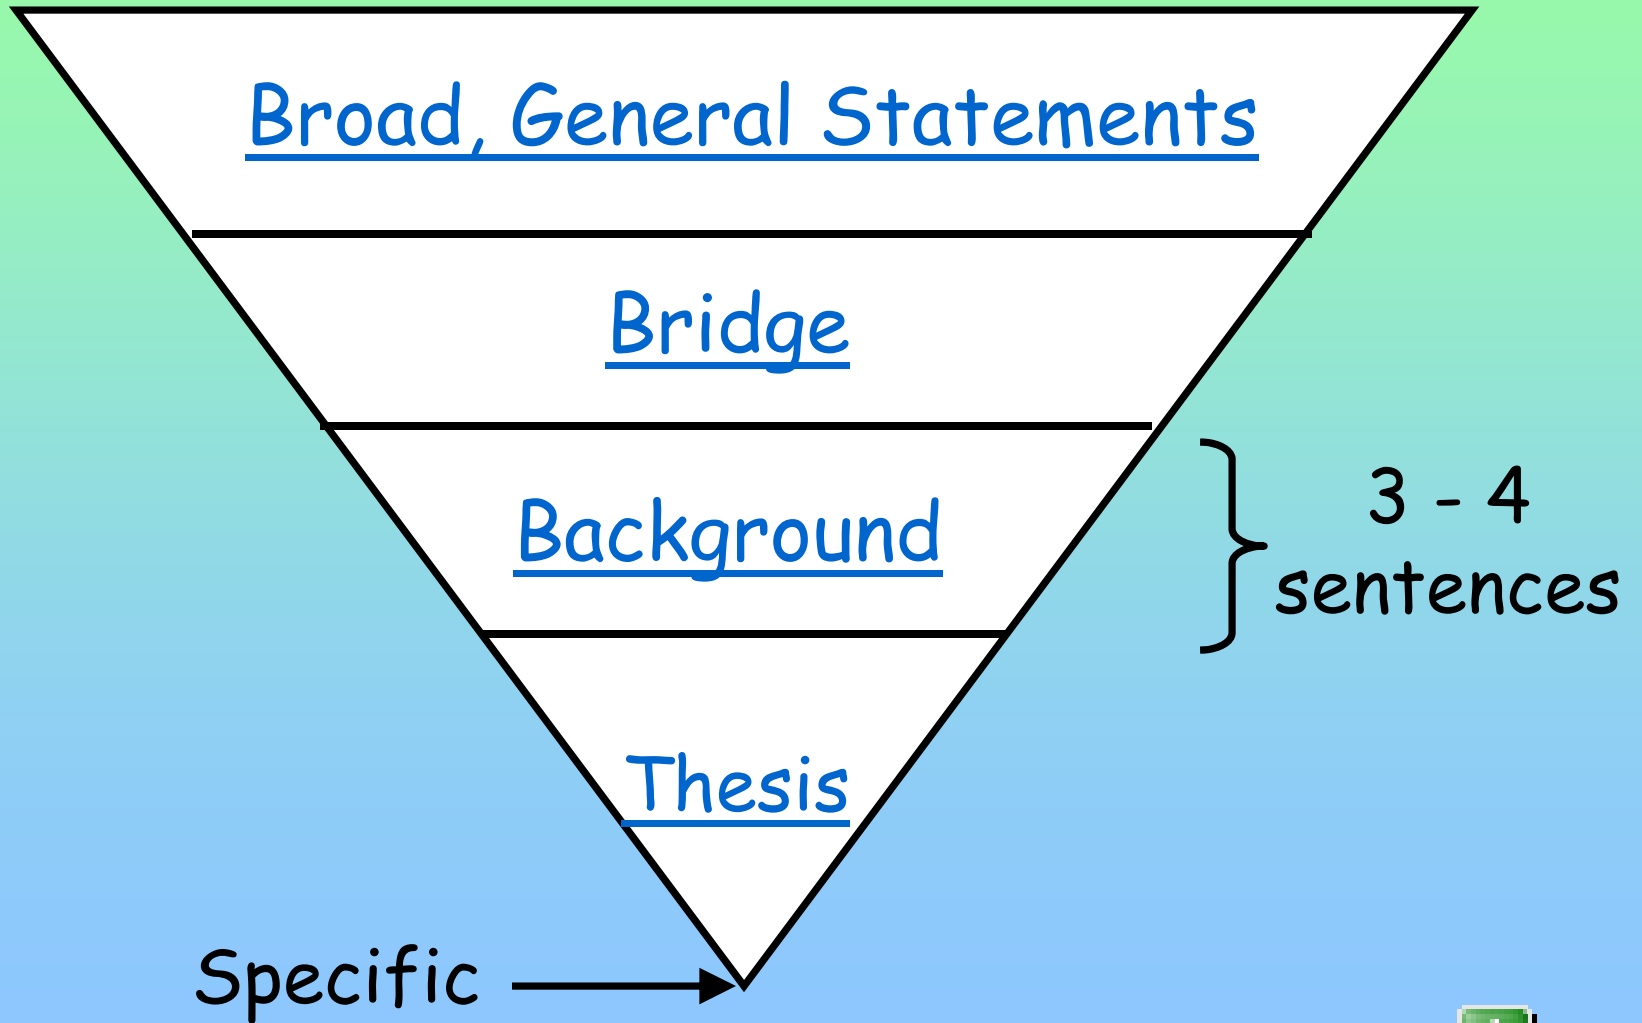 Broad, General Statements
Bridge
Background
3 - 4
sentences
Thesis
Specific